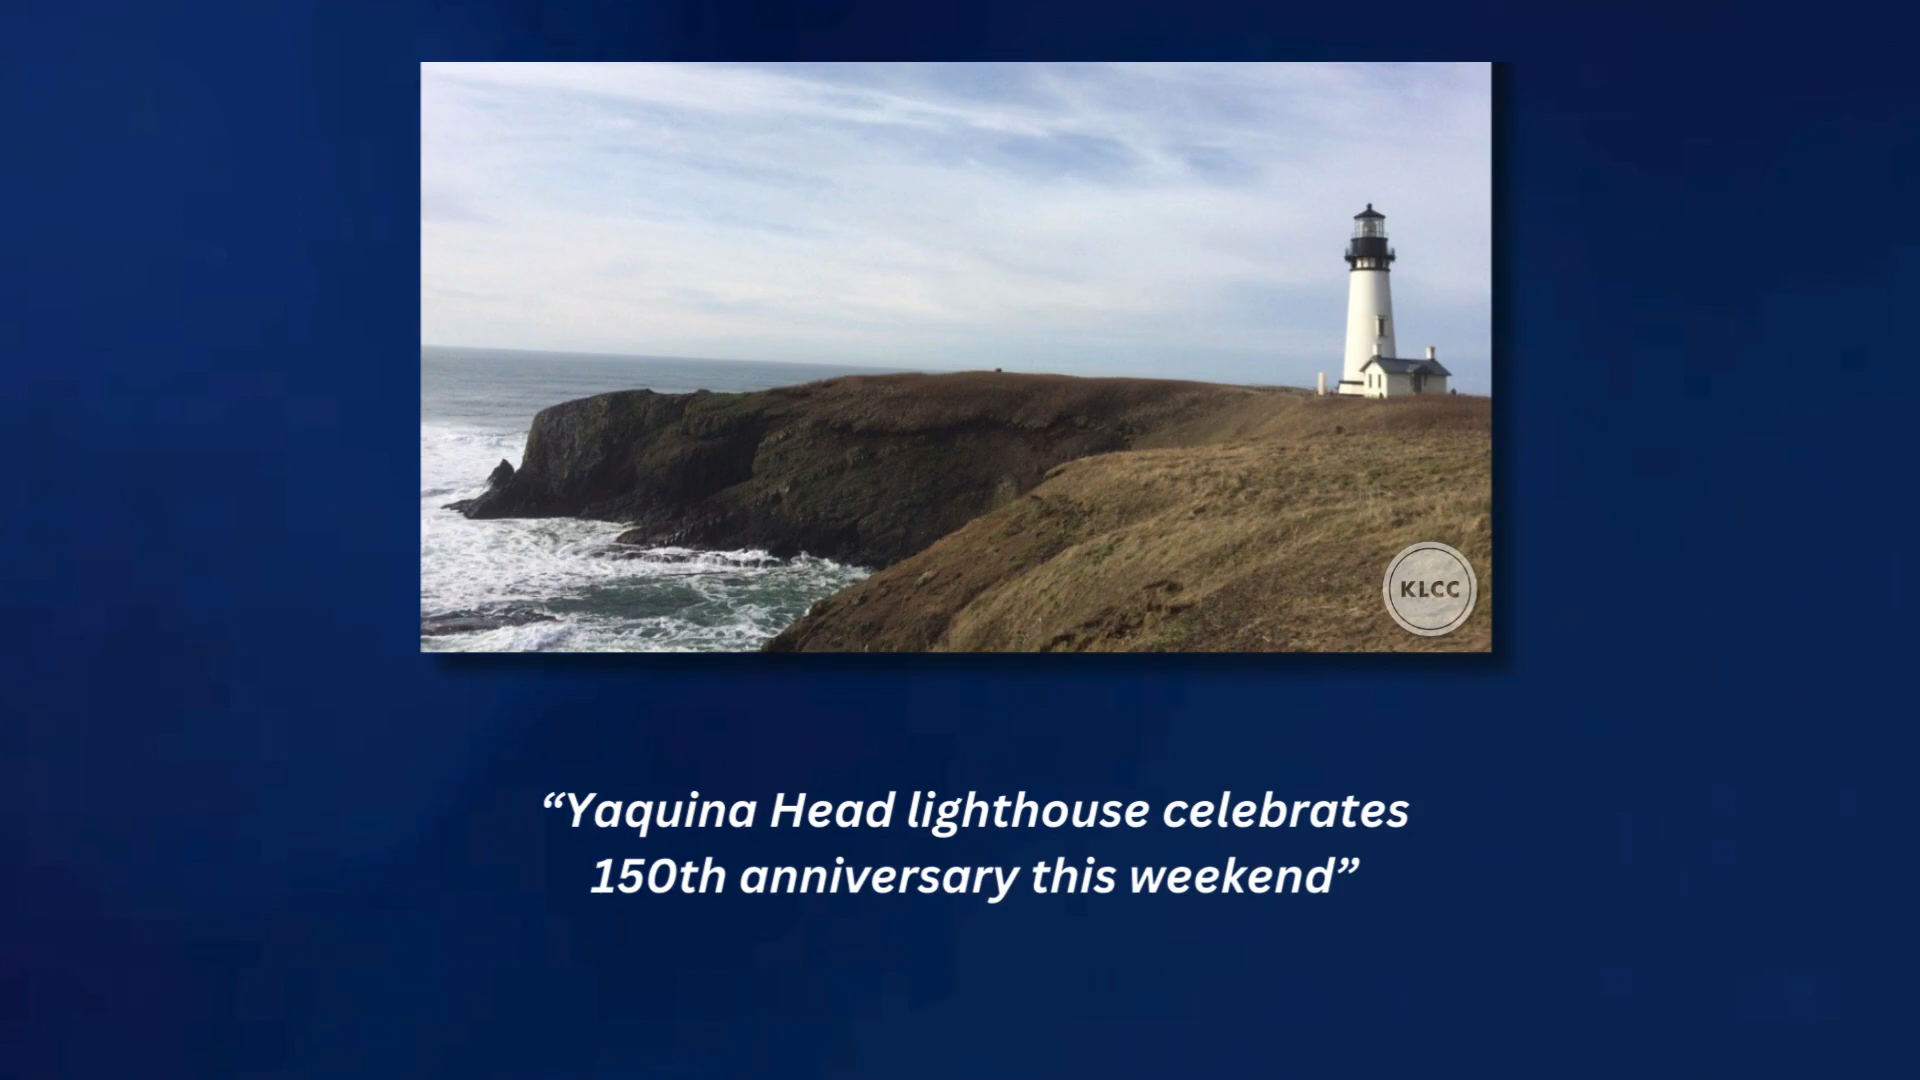 KLCC
“Yaquina Head lighthouse celebrates
150th anniversary this weekend”